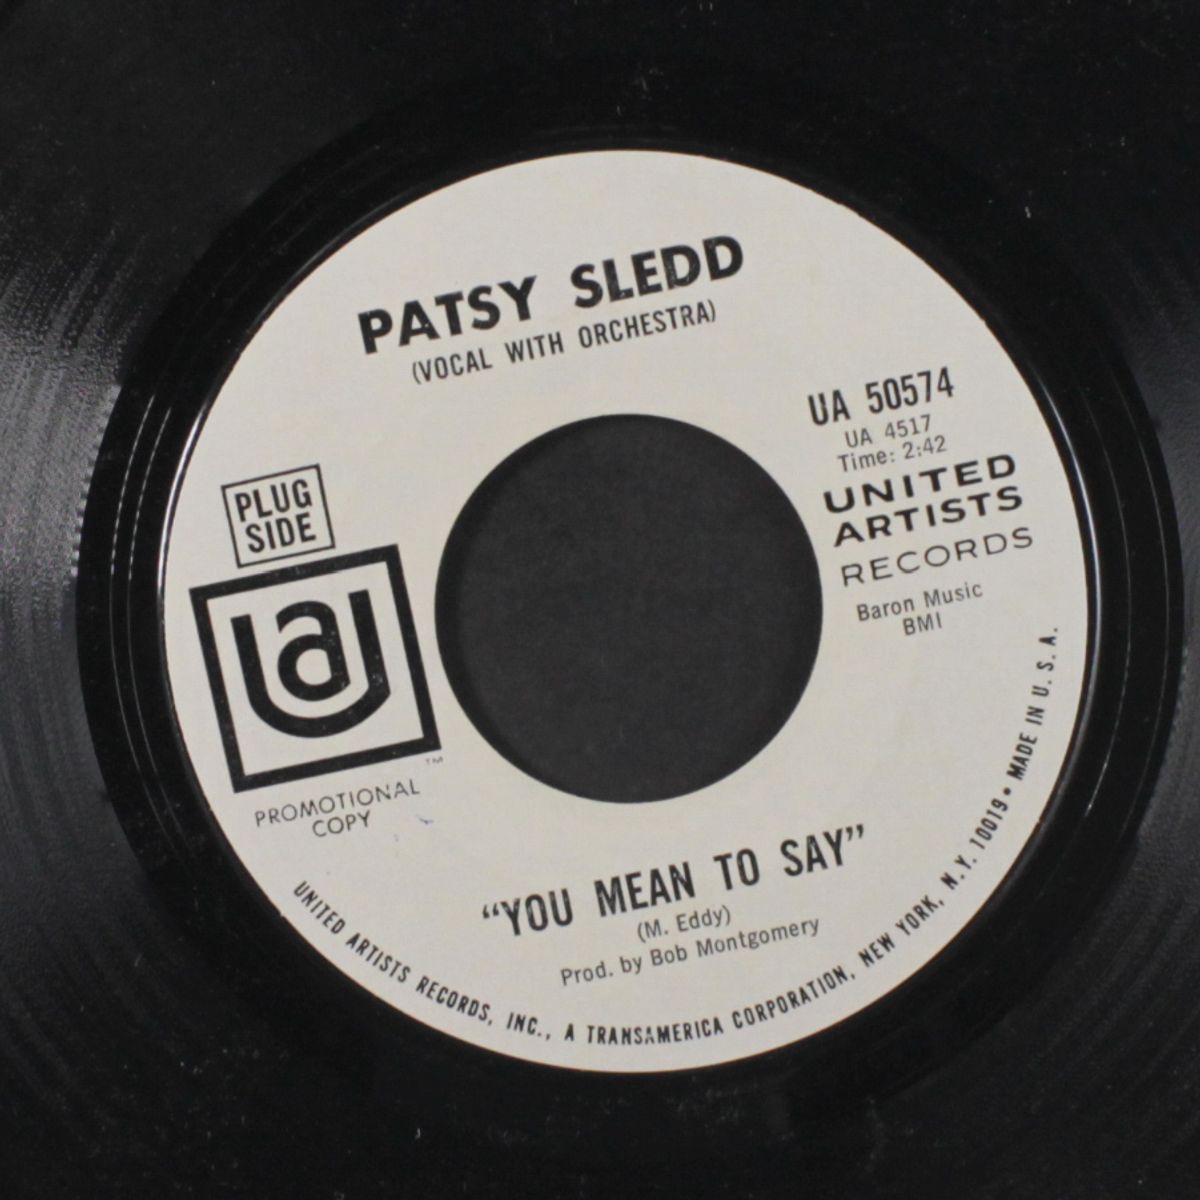 PATSY SLEDD
(VOCAL WITH ORCHESTRA)
UA 50574
UA 4517
Time: 2:42
UNITED
ARTISTS
RECORDS
Baron Music
BMI
PLUG
SIDE
ua
™
PROMOTIONAL
COPY
"YOU MEAN TO SAY"
(M. Eddy)
Prod. by Bob Montgomery
UNITED ARTISTS RECORDS, INC., A TRANSAMERICA CORPORATION, NEW YORK, N.Y. 10019 • MADE IN U.S.A.